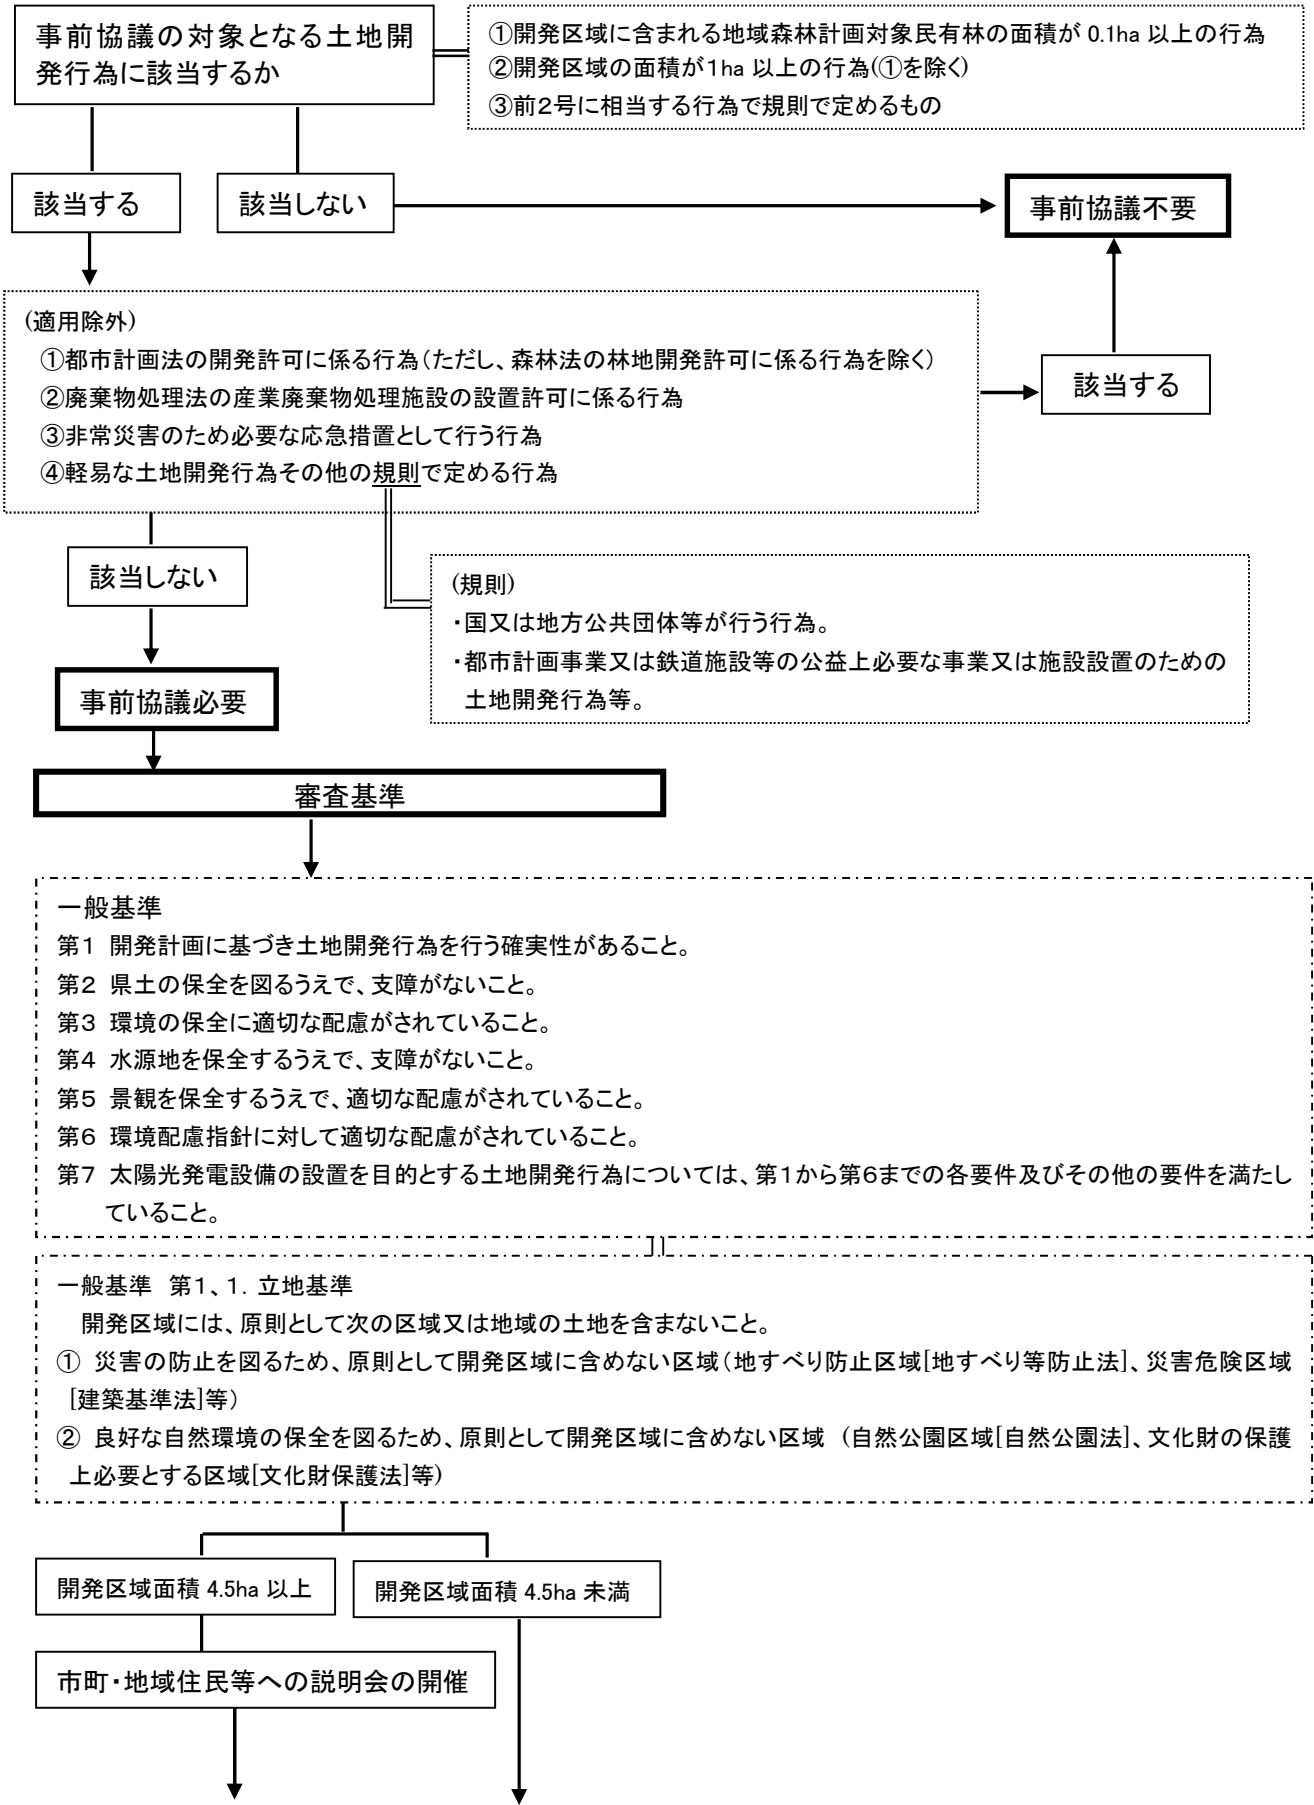 事前協議の対象となる土地開
発行為に該当するか
①開発区域に含まれる地域森林計画対象民有林の面積が 0.1ha 以上の行為
②開発区域の面積が1ha 以上の行為(①を除く)
③前2号に相当する行為で規則で定めるもの
該当する
該当しない
事前協議不要
(適用除外)
①都市計画法の開発許可に係る行為(ただし、森林法の林地開発許可に係る行為を除く)
②廃棄物処理法の産業廃棄物処理施設の設置許可に係る行為
③非常災害のため必要な応急措置として行う行為
④軽易な土地開発行為その他の規則で定める行為
該当する
該当しない
(規則)
・国又は地方公共団体等が行う行為。
・都市計画事業又は鉄道施設等の公益上必要な事業又は施設設置のための
土地開発行為等。
事前協議必要
審査基準
一般基準
第1 開発計画に基づき土地開発行為を行う確実性があること。
第2 県土の保全を図るうえで、支障がないこと。
第3 環境の保全に適切な配慮がされていること。
第4 水源地を保全するうえで、支障がないこと。
第5 景観を保全するうえで、適切な配慮がされていること。
第6 環境配慮指針に対して適切な配慮がされていること。
第7 太陽光発電設備の設置を目的とする土地開発行為については、第1から第6までの各要件及びその他の要件を満たし
ていること。
一般基準 第1、1. 立地基準
開発区域には、原則として次の区域又は地域の土地を含まないこと。
① 災害の防止を図るため、原則として開発区域に含めない区域(地すべり防止区域[地すべり等防止法]、災害危険区域
[建築基準法]等)
② 良好な自然環境の保全を図るため、原則として開発区域に含めない区域 (自然公園区域[自然公園法]、文化財の保護
上必要とする区域[文化財保護法]等)
開発区域面積 4.5ha 以上
開発区域面積 4.5ha 未満
市町・地域住民等への説明会の開催